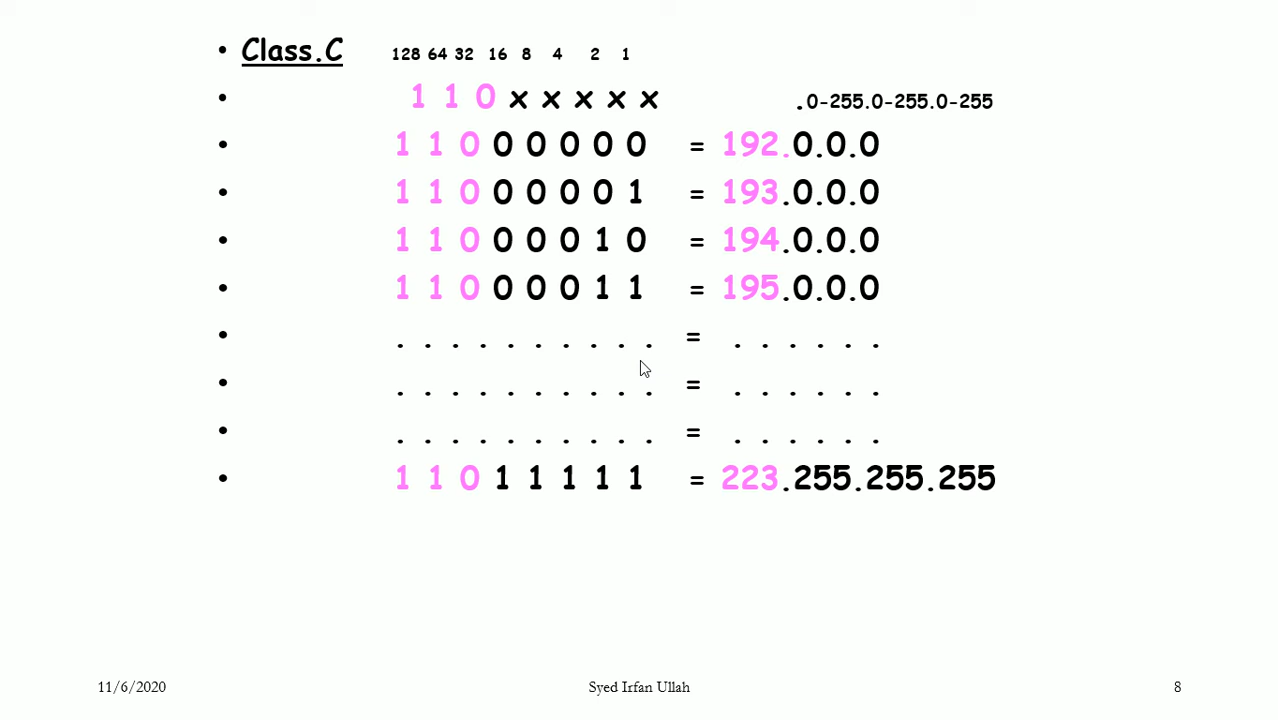 • Class.C 128 64 32 16 8 4 2 1
• 1 1 0 x x x x x .0-255.0-255.0-255
• 1 1 0 0 0 0 0 0 = 192.0.0.0
• 1 1 0 0 0 0 0 1 = 193.0.0.0
• 1 1 0 0 0 0 1 0 = 194.0.0.0
• 1 1 0 0 0 0 1 1 = 195.0.0.0
• . . . . . . . . . . = . . . . . .
• . . . . . . . . . . = . . . . . .
• . . . . . . . . . . = . . . . . .
• 1 1 0 1 1 1 1 1 = 223.255.255.255
11/6/2020 Syed Irfan Ullah 8